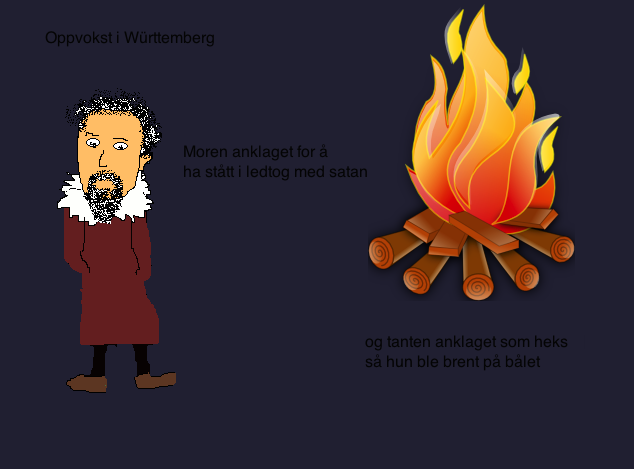 Oppvokst i Württemberg
Moren anklaget for å
ha stått i ledtog med satan
og tanten anklaget som heks
så hun ble brent på bålet